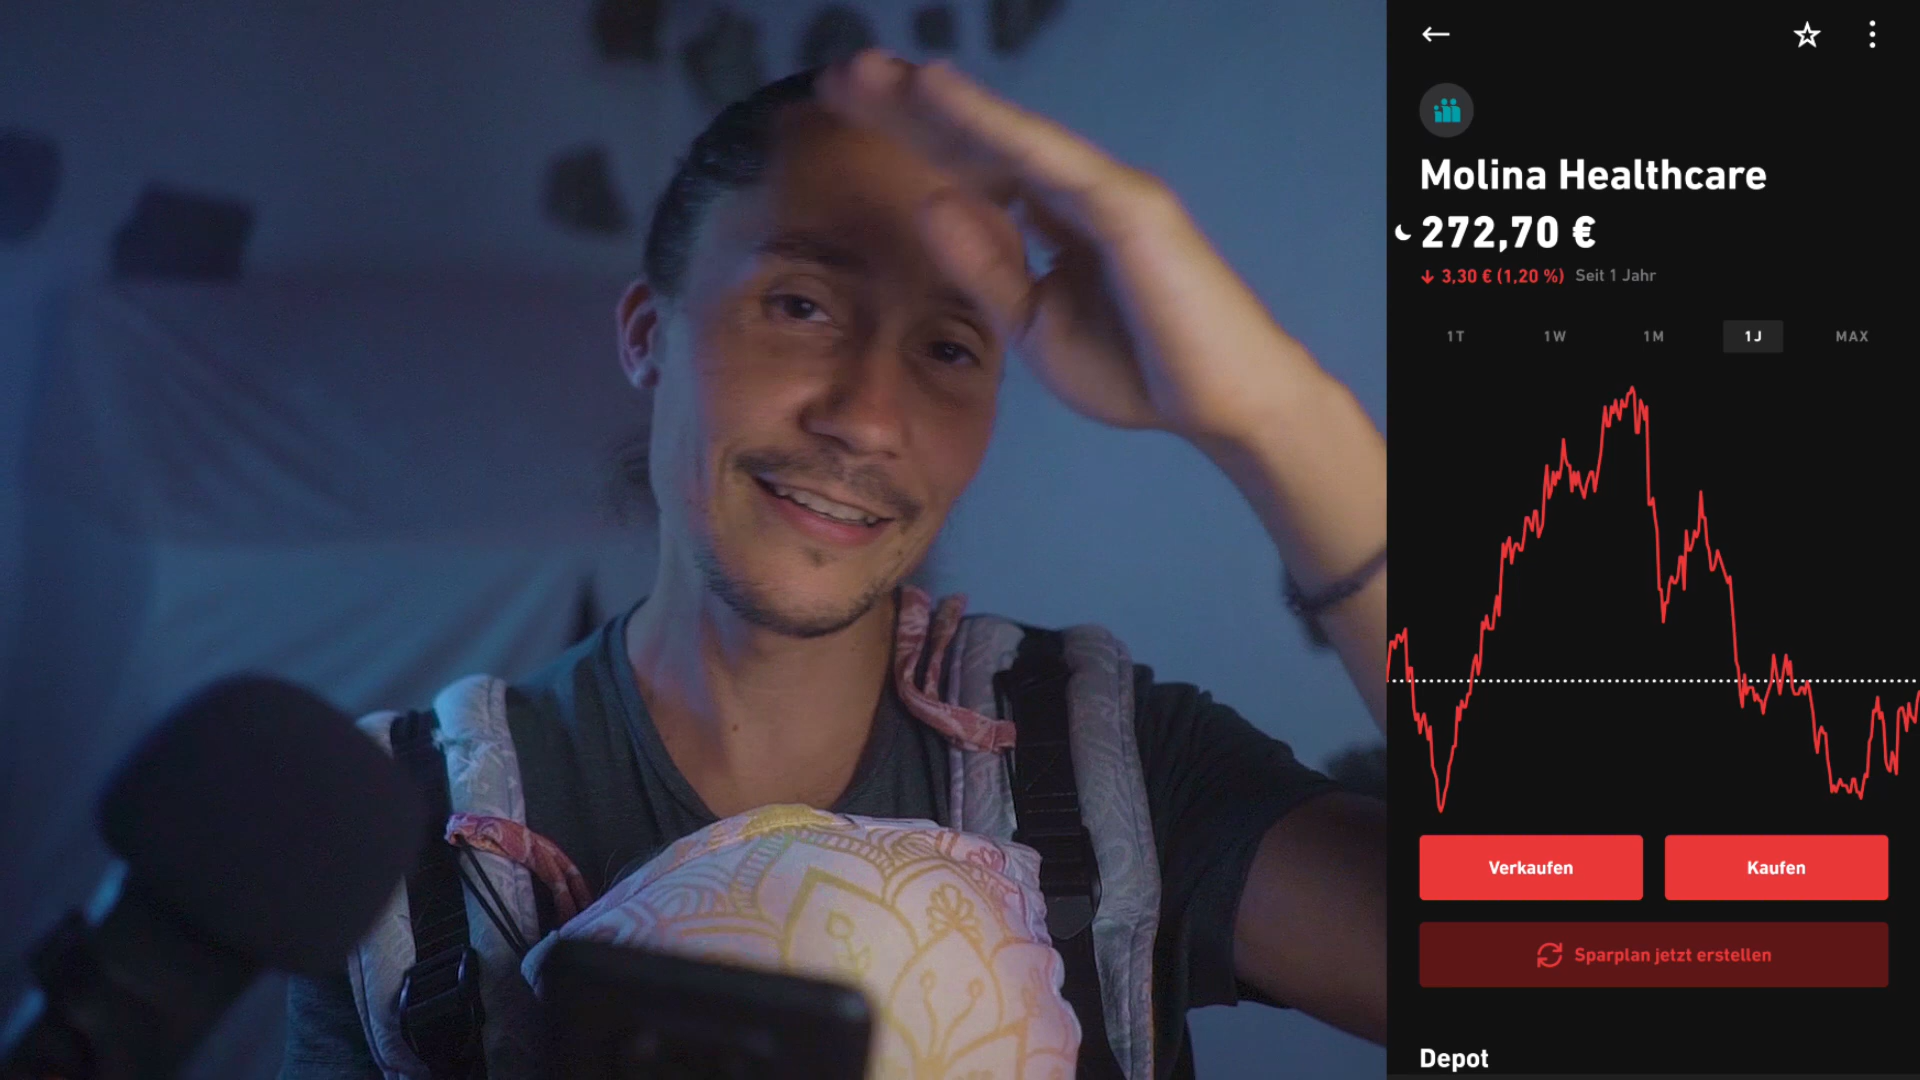 Molina Healthcare
272,70 €
3,30 € (1,20 %) Seit 1 Jahr
1T 1W 1M 1J MAX
Verkaufen Kaufen
Sparplan jetzt erstellen
Depot